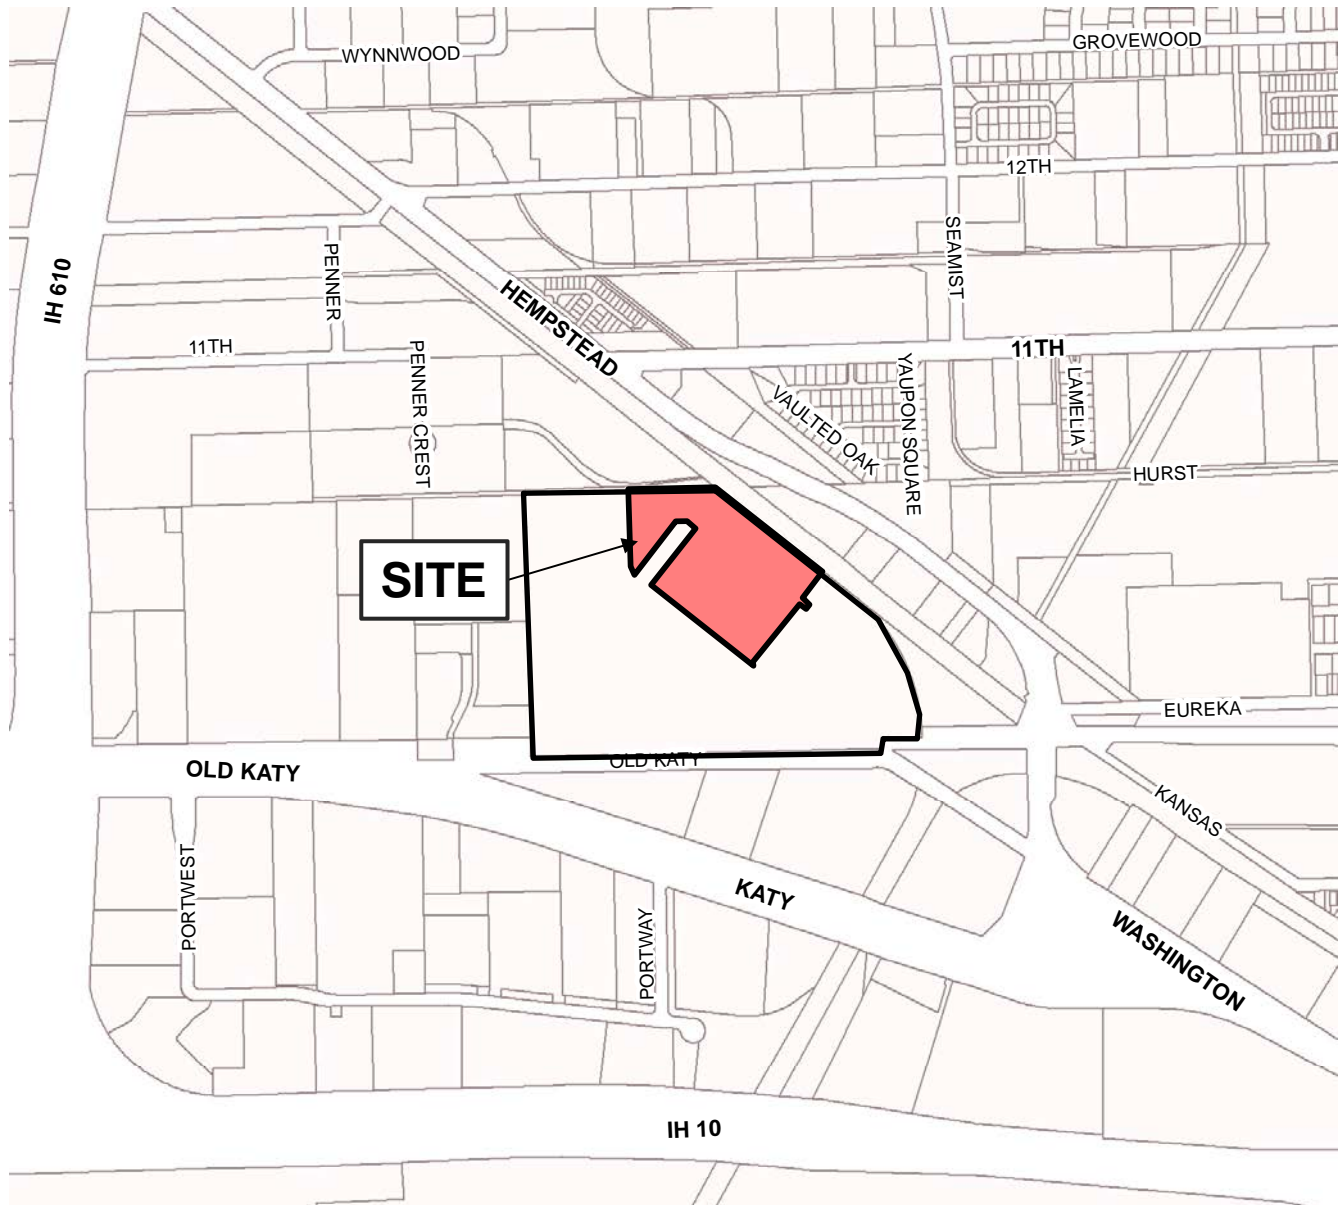 WYNNWOOD
GROVEWOOD
12TH
SEAMIST
PENNER
IH 610
HEMPSTEAD
11TH
11TH
PENNER CREST
YAUPON SQUARE
LAMELIA
VAULTED OAK
HURST
SITE
EUREKA
OLD KATY
OLD KATY
KANSAS
PORTWEST
KATY
PORTWAY
WASHINGTON
IH 10